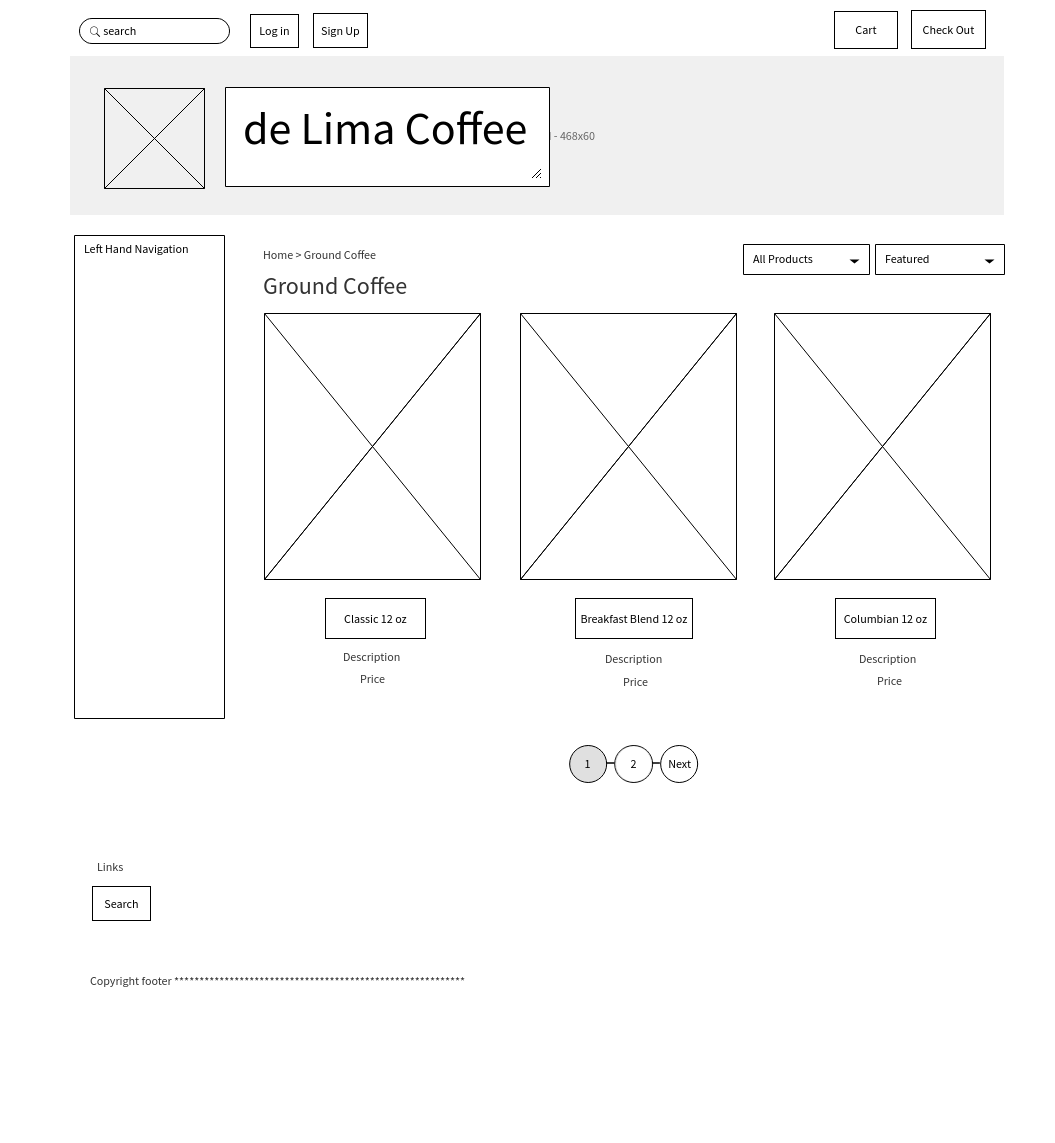 search
Log in
Sign Up
Cart
Check Out
de Lima Coffee
- 468x60
Left Hand Navigation
Home > Ground Coffee
All Products
Featured
Ground Coffee
Classic 12 oz
Breakfast Blend 12 oz
Columbian 12 oz
Description
Description
Description
Price
Price
Price
1
2
Next
Links
Search
Copyright footer **********************************************************